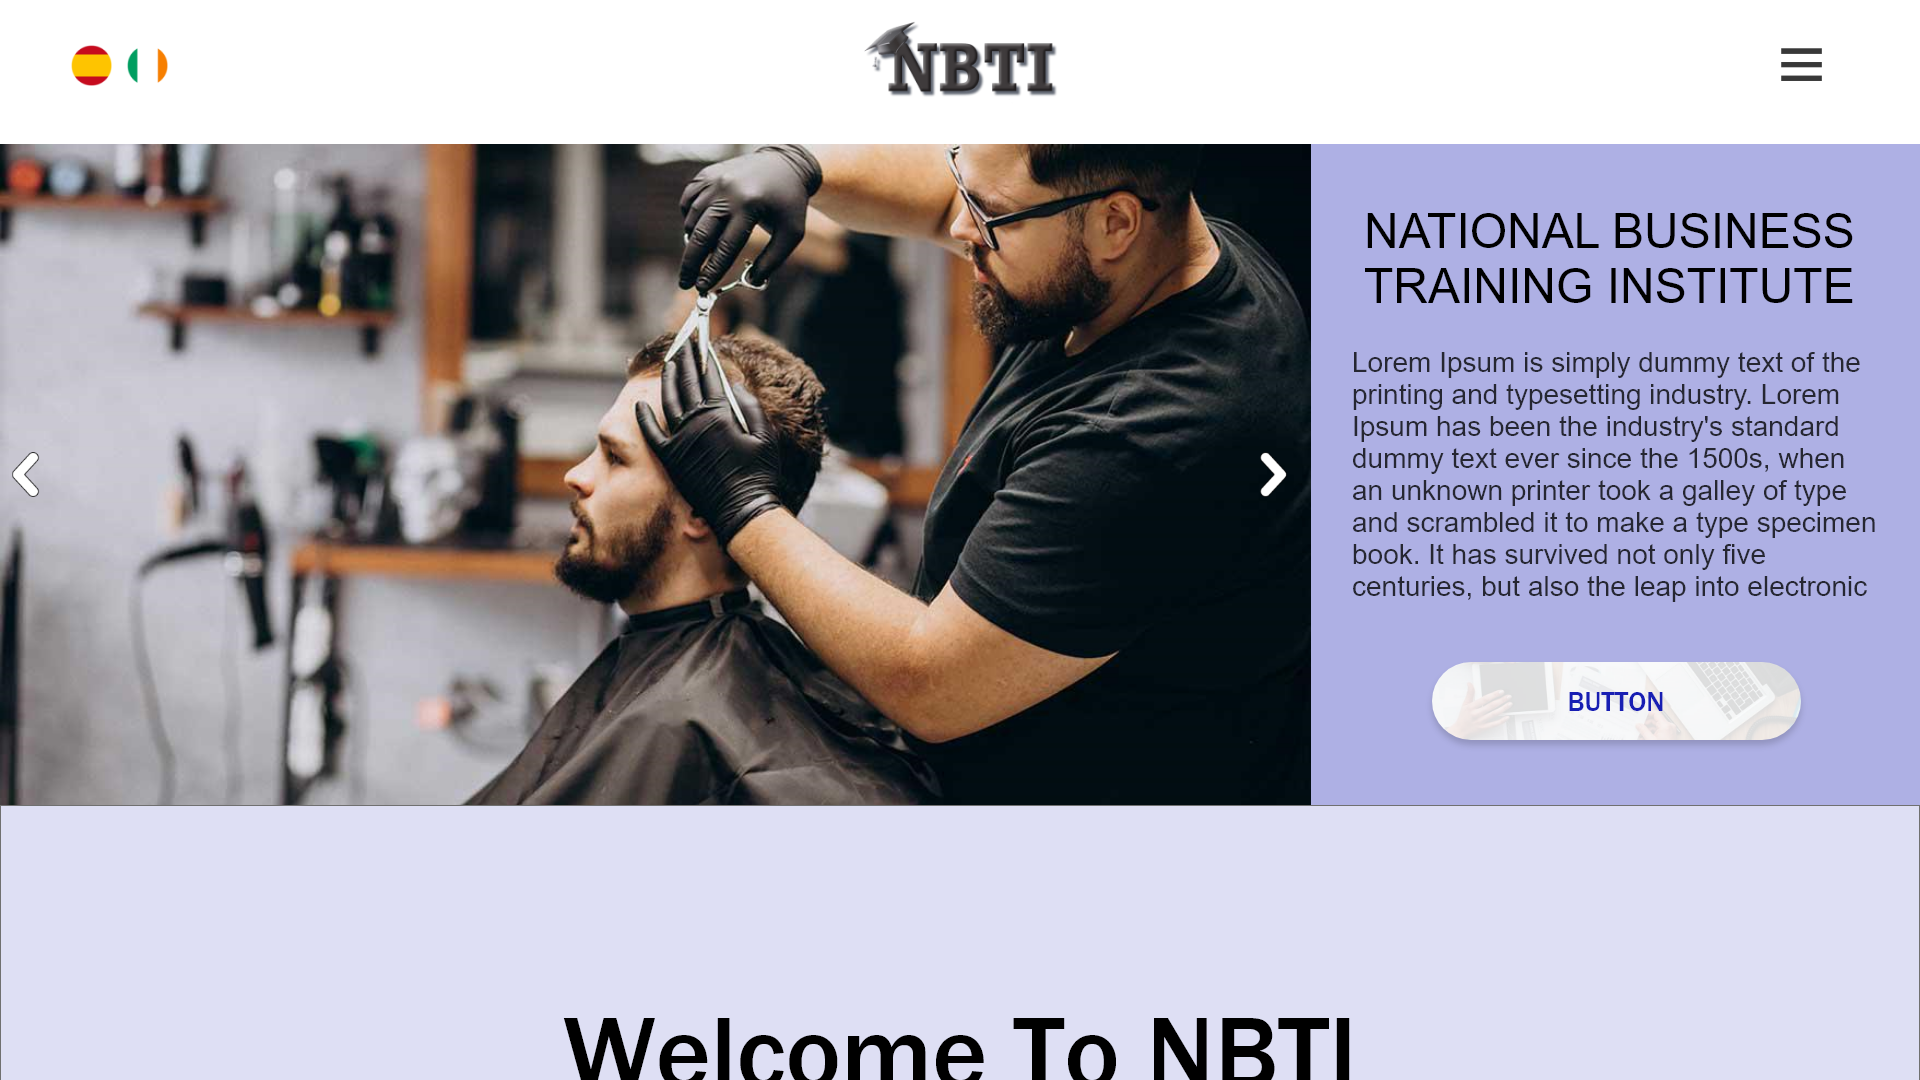 NBTI
NATIONAL BUSINESS
TRAINING INSTITUTE
Lorem Ipsum is simply dummy text of the
printing and typesetting industry. Lorem
Ipsum has been the industry's standard
dummy text ever since the 1500s, when
an unknown printer took a galley of type
and scrambled it to make a type specimen
book. It has survived not only five
centuries, but also the leap into electronic
BUTTON
Welcome To NBTI